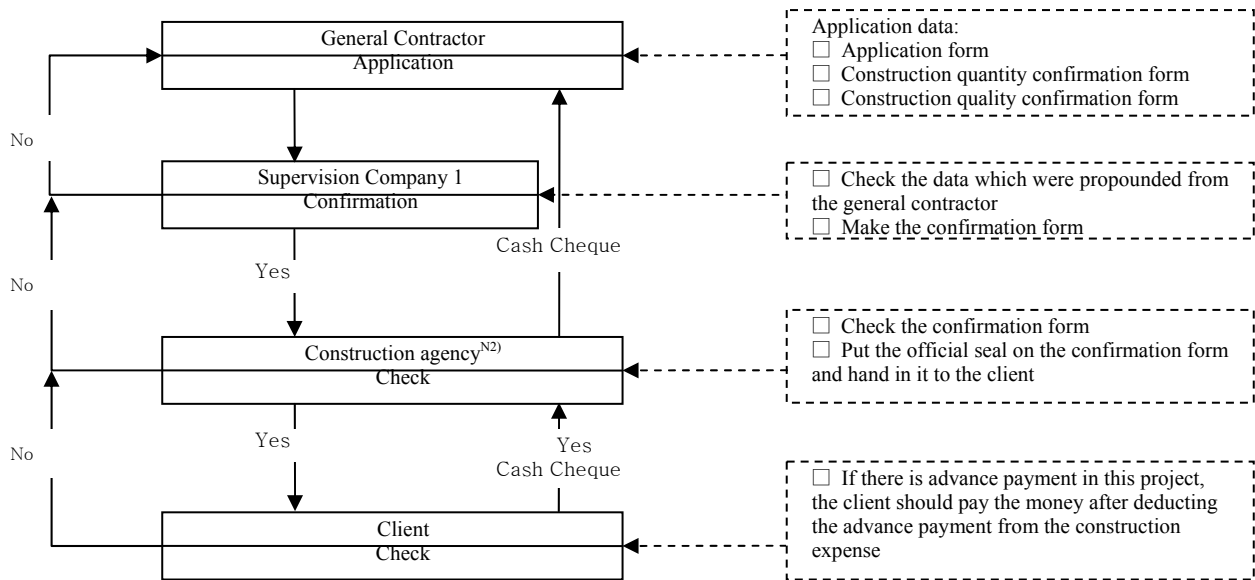 General Contractor
Application
Application data:
□ Application form
□ Construction quantity confirmation form
□ Construction quality confirmation form
No
Supervision Company 1
Confirmation
□ Check the data which were propounded from
the general contractor
□ Make the confirmation form
Cash Cheque
Yes
No
Construction agencyN2)
Check
□ Check the confirmation form
□ Put the official seal on the confirmation form
and hand in it to the client
Yes
Yes
Cash Cheque
No
Client
Check
□ If there is advance payment in this project,
the client should pay the money after deducting
the advance payment from the construction
expense